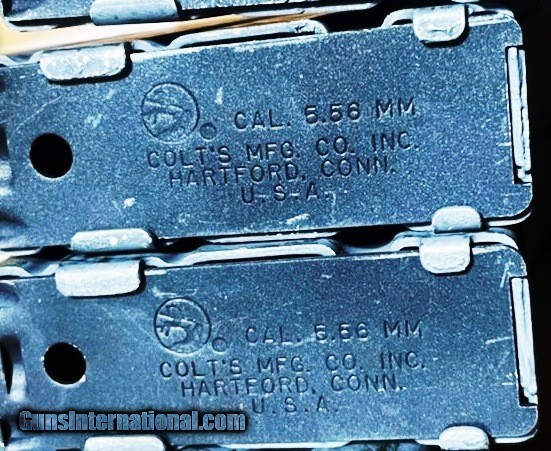 © CAL. 5.56 MM
COLT'S MFG. CO. INC.
HARTFORD, CONN.
U.S.A.
© CAL. 5.56 MM
COLT'S MFG. CO. INC.
HARTFORD, CONN.
U.S.A.
GunsInternational.com